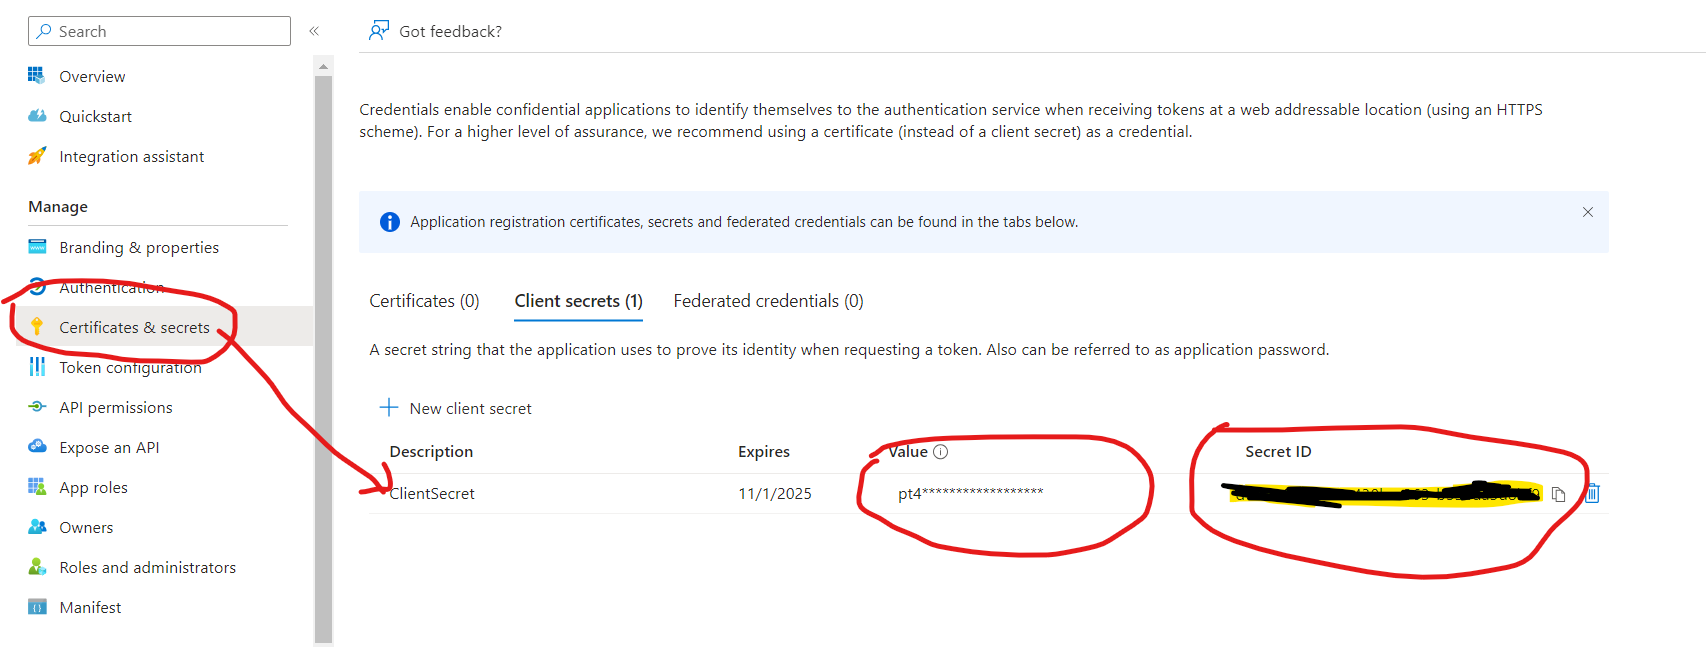 Search
«
Got feedback?
Overview
Quickstart
Integration assistant
Manage
Branding & properties
Authentication
Certificates & secrets
Token configuration
API permissions
Expose an API
App roles
Owners
Roles and administrators
Manifest
Credentials enable confidential applications to identify themselves to the authentication service when receiving tokens at a web addressable location (using an HTTPS
scheme). For a higher level of assurance, we recommend using a certificate (instead of a client secret) as a credential.
Application registration certificates, secrets and federated credentials can be found in the tabs below.
Certificates (0) Client secrets (1) Federated credentials (0)
A secret string that the application uses to prove its identity when requesting a token. Also can be referred to as application password.
New client secret
Description Expires Value Secret ID
ClientSecret 11/1/2025 pt4******************